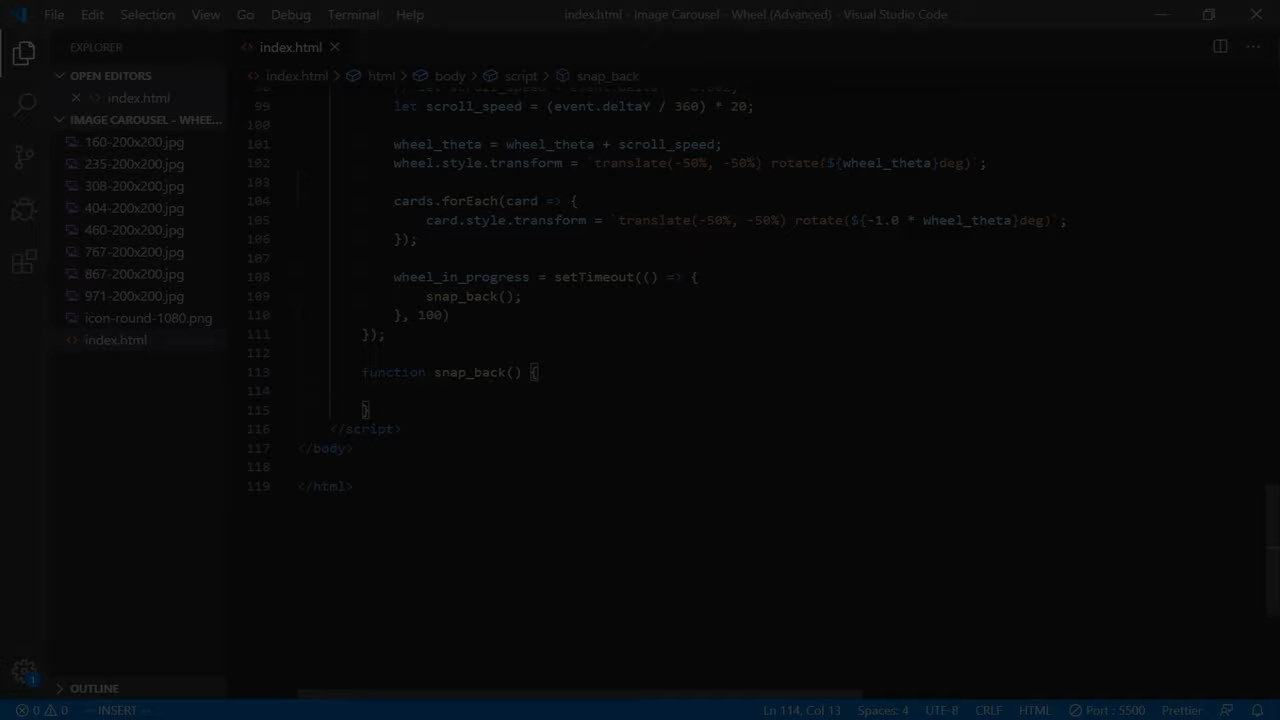 File Edit Selection View Go Debug Terminal Help index.html - Image Carousel - Wheel (Advanced) - Visual Studio Code
EXPLORER
index.html
OPEN EDITORS
index.html
IMAGE CAROUSEL - WHEE...
160-200x200.jpg
235-200x200.jpg
308-200x200.jpg
404-200x200.jpg
460-200x200.jpg
767-200x200.jpg
867-200x200.jpg
971-200x200.jpg
icon-round-1080.png
index.html
OUTLINE
index.html > html > body > script > snap_back
99 let scroll_speed = (event.deltaY / 360) * 20;
100
101 wheel_theta = wheel_theta + scroll_speed;
102 wheel.style.transform = `translate(-50%, -50%) rotate(${wheel_theta}deg)`;
103
104 cards.forEach(card => {
105 card.style.transform = `translate(-50%, -50%) rotate(${-1.0 * wheel_theta}deg)`;
106 });
107
108 wheel_in_progress = setTimeout(() => {
109 snap_back();
110 }, 100)
111 });
112
113 function snap_back() {
114
115 }
116 </script>
117 </body>
118
119 </html>
0 0 -- INSERT -- Ln 114, Col 13 Spaces: 4 UTF-8 CRLF HTML Port : 5500 Prettier
1